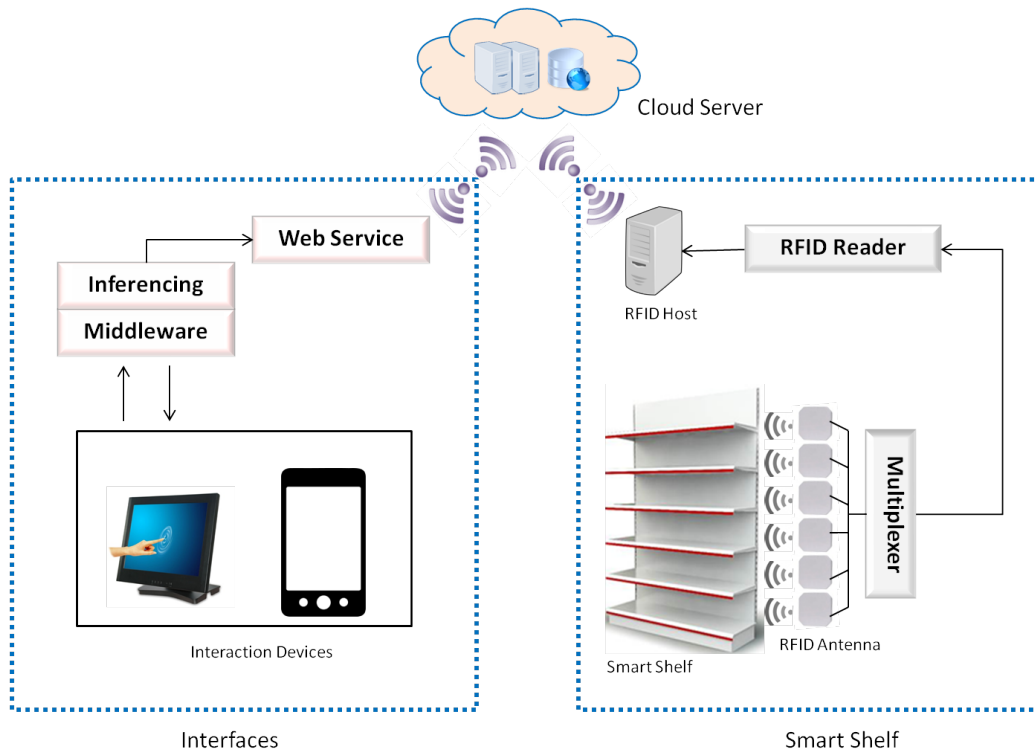 Cloud Server
Web Service
Inferencing
Middleware
Interaction Devices
Interfaces
RFID Reader
RFID Host
Multiplexer
RFID Antenna
Smart Shelf
Smart Shelf